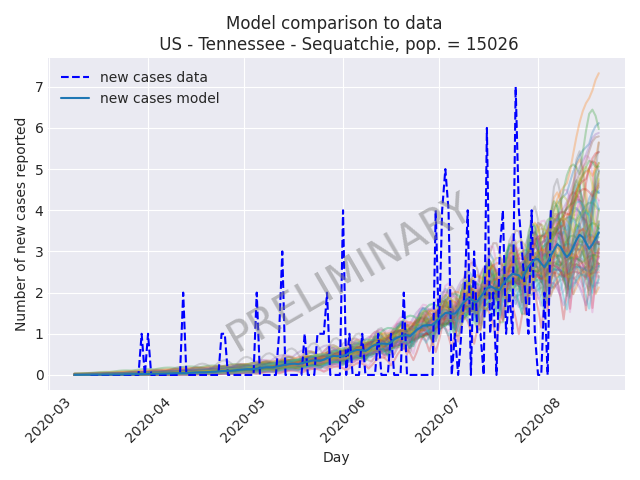 Model comparison to data
US - Tennessee - Sequatchie, pop. = 15026
new cases data
new cases model
PRELIMINARY
Number of new cases reported
7
6
5
4
3
2
1
0
2020-03
2020-04
2020-05
2020-06
2020-07
2020-08
Day